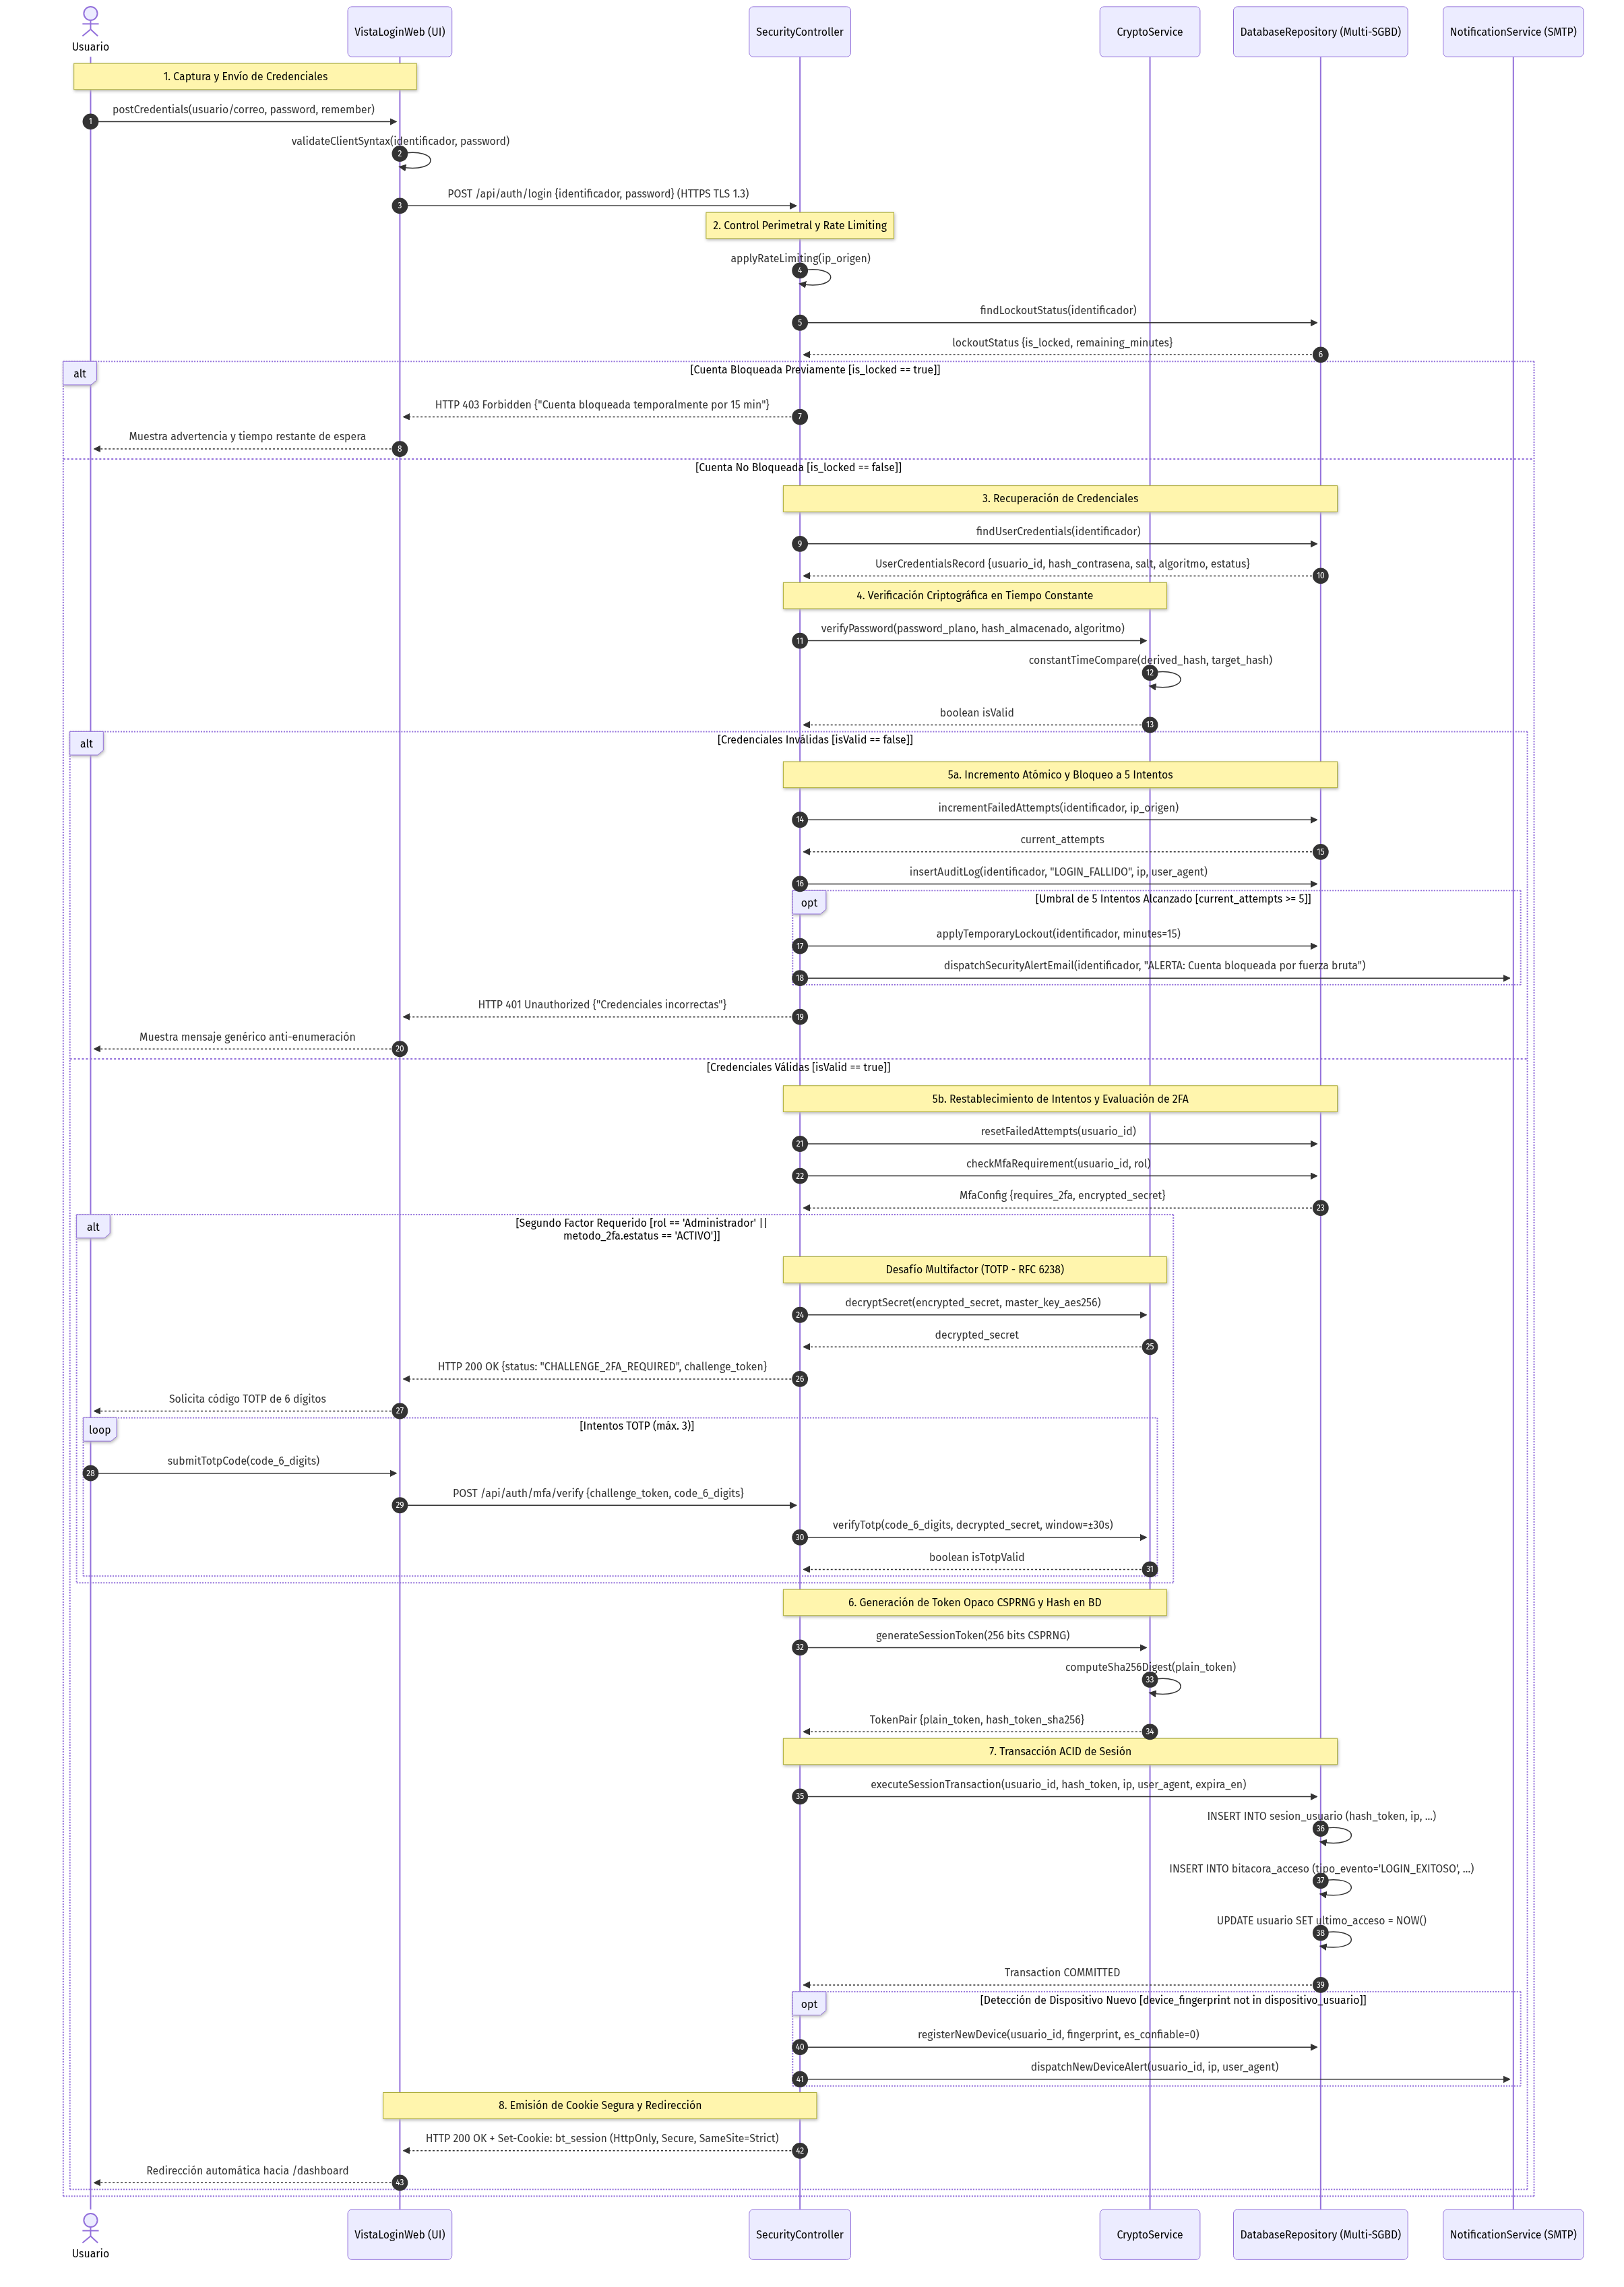 Usuario
VistaLoginWeb (UI)
SecurityController
CryptoService
DatabaseRepository (Multi-SGBD)
NotificationService (SMTP)
1. Captura y Envío de Credenciales
postCredentials(usuario/correo, password, remember)
1
validateClientSyntax(identificador, password)
2
POST /api/auth/login {identificador, password} (HTTPS TLS 1.3)
3
2. Control Perimetral y Rate Limiting
applyRateLimiting(ip_origen)
4
findLockoutStatus(identificador)
5
lockoutStatus {is_locked, remaining_minutes}
6
alt
[Cuenta Bloqueada Previamente [is_locked == true]]
HTTP 403 Forbidden {"Cuenta bloqueada temporalmente por 15 min"}
7
Muestra advertencia y tiempo restante de espera
8
[Cuenta No Bloqueada [is_locked == false]]
3. Recuperación de Credenciales
findUserCredentials(identificador)
9
UserCredentialsRecord {usuario_id, hash_contrasena, salt, algoritmo, estatus}
10
4. Verificación Criptográfica en Tiempo Constante
verifyPassword(password_plano, hash_almacenado, algoritmo)
11
constantTimeCompare(derived_hash, target_hash)
12
boolean isValid
13
alt
[Credenciales Inválidas [isValid == false]]
5a. Incremento Atómico y Bloqueo a 5 Intentos
incrementFailedAttempts(identificador, ip_origen)
14
current_attempts
15
insertAuditLog(identificador, "LOGIN_FALLIDO", ip, user_agent)
16
opt
[Umbral de 5 Intentos Alcanzado [current_attempts >= 5]]
applyTemporaryLockout(identificador, minutes=15)
17
dispatchSecurityAlertEmail(identificador, "ALERTA: Cuenta bloqueada por fuerza bruta")
18
HTTP 401 Unauthorized {"Credenciales incorrectas"}
19
Muestra mensaje genérico anti-enumeración
20
[Credenciales Válidas [isValid == true]]
5b. Restablecimiento de Intentos y Evaluación de 2FA
resetFailedAttempts(usuario_id)
21
checkMfaRequirement(usuario_id, rol)
22
MfaConfig {requires_2fa, encrypted_secret}
23
alt
[Segundo Factor Requerido [rol == 'Administrador' ||
metodo_2fa.estatus == 'ACTIVO']]
Desafío Multifactor (TOTP - RFC 6238)
decryptSecret(encrypted_secret, master_key_aes256)
24
decrypted_secret
25
HTTP 200 OK {status: "CHALLENGE_2FA_REQUIRED", challenge_token}
26
Solicita código TOTP de 6 dígitos
27
loop
[Intentos TOTP (máx. 3)]
submitTotpCode(code_6_digits)
28
POST /api/auth/mfa/verify {challenge_token, code_6_digits}
29
verifyTotp(code_6_digits, decrypted_secret, window=±30s)
30
boolean isTotpValid
31
6. Generación de Token Opaco CSPRNG y Hash en BD
generateSessionToken(256 bits CSPRNG)
32
computeSha256Digest(plain_token)
33
TokenPair {plain_token, hash_token_sha256}
34
7. Transacción ACID de Sesión
executeSessionTransaction(usuario_id, hash_token, ip, user_agent, expira_en)
35
INSERT INTO sesion_usuario (hash_token, ip, ...)
36
INSERT INTO bitacora_acceso (tipo_evento='LOGIN_EXITOSO', ...)
37
UPDATE usuario SET ultimo_acceso = NOW()
38
Transaction COMMITTED
39
opt
[Detección de Dispositivo Nuevo [device_fingerprint not in dispositivo_usuario]]
registerNewDevice(usuario_id, fingerprint, es_confiable=0)
40
dispatchNewDeviceAlert(usuario_id, ip, user_agent)
41
8. Emisión de Cookie Segura y Redirección
HTTP 200 OK + Set-Cookie: bt_session (HttpOnly, Secure, SameSite=Strict)
42
Redirección automática hacia /dashboard
43
Usuario
VistaLoginWeb (UI)
SecurityController
CryptoService
DatabaseRepository (Multi-SGBD)
NotificationService (SMTP)